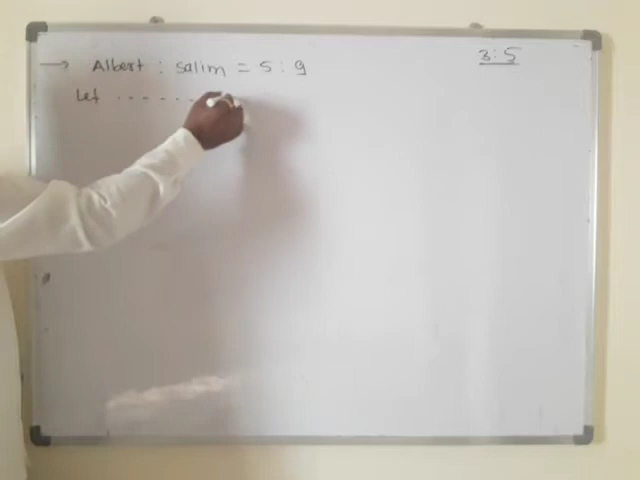 3:5
→ Albert : Salim = 5 : 9
Let - - - - - -